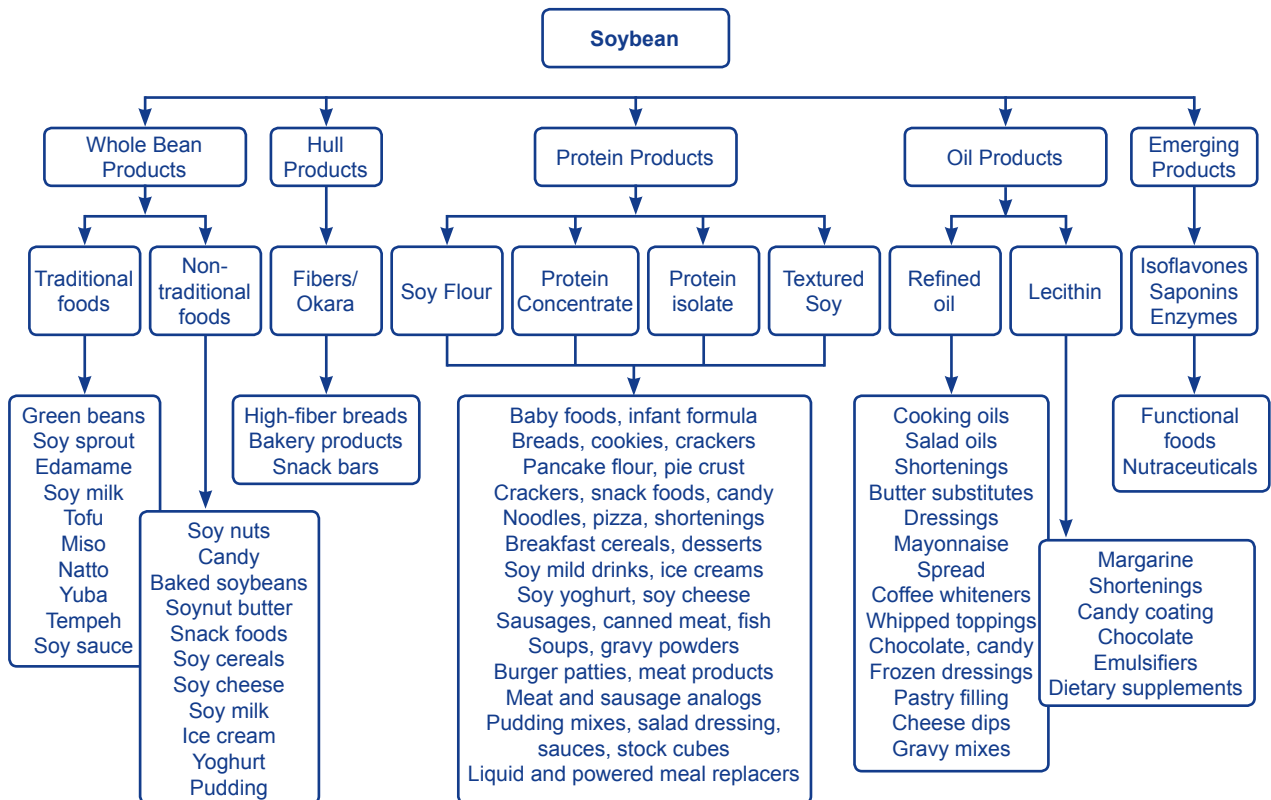 Soybean
Whole Bean
Products
Hull
Products
Protein Products
Oil Products
Emerging
Products
Traditional
foods
Non-
traditional
foods
Fibers/
Okara
Soy Flour
Protein
Concentrate
Protein
isolate
Textured
Soy
Refined
oil
Lecithin
Isoflavones
Saponins
Enzymes
Green beans
Soy sprout
Edamame
Soy milk
Tofu
Miso
Natto
Yuba
Tempeh
Soy sauce
Soy nuts
Candy
Baked soybeans
Soynut butter
Snack foods
Soy cereals
Soy cheese
Soy milk
Ice cream
Yoghurt
Pudding
High-fiber breads
Bakery products
Snack bars
Baby foods, infant formula
Breads, cookies, crackers
Pancake flour, pie crust
Crackers, snack foods, candy
Noodles, pizza, shortenings
Breakfast cereals, desserts
Soy mild drinks, ice creams
Soy yoghurt, soy cheese
Sausages, canned meat, fish
Soups, gravy powders
Burger patties, meat products
Meat and sausage analogs
Pudding mixes, salad dressing,
sauces, stock cubes
Liquid and powered meal replacers
Cooking oils
Salad oils
Shortenings
Butter substitutes
Dressings
Mayonnaise
Spread
Coffee whiteners
Whipped toppings
Chocolate, candy
Frozen dressings
Pastry filling
Cheese dips
Gravy mixes
Margarine
Shortenings
Candy coating
Chocolate
Emulsifiers
Dietary supplements
Functional
foods
Nutraceuticals